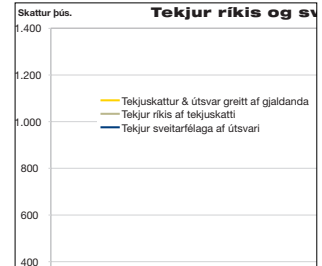 Skattur þús.
Tekjur ríkis og sv
1.400
1.200
Tekjuskattur & útsvar greitt af gjaldanda
Tekjur ríkis af tekjuskatti
1.000
Tekjur sveitarfélaga af útsvari
800
600
400